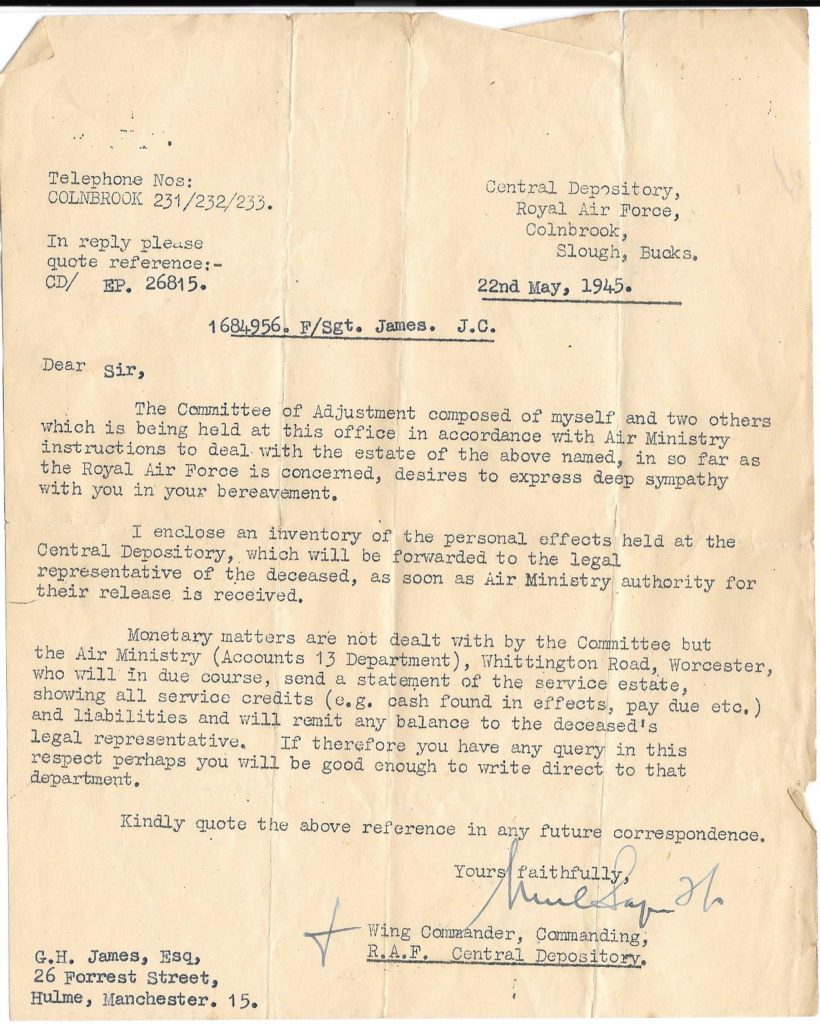 Telephone Nos:
COLNBROOK 231/232/233.
In reply please
quote reference:-
CD/ EP. 26815.
Central Depository,
Royal Air Force,
Colnbrook,
Slough, Bucks.
22nd May, 1945.
1684956. F/Sgt. James. J.C.
Dear Sir,
The Committee of Adjustment composed of myself and two others
which is being held at this office in accordance with Air Ministry
instructions to deal with the estate of the above named, in so far as
the Royal Air Force is concerned, desires to express deep sympathy
with you in your bereavement.
I enclose an inventory of the personal effects held at the
Central Depository, which will be forwarded to the legal
representative of the deceased, as soon as Air Ministry authority for
their release is received.
Monetary matters are not dealt with by the Committee but
the Air Ministry (Accounts 13 Department), Whittington Road, Worcester,
who will in due course, send a statement of the service estate,
showing all service credits (e.g. cash found in effects, pay due etc.)
and liabilities and will remit any balance to the deceased's
legal representative. If therefore you have any query in this
respect perhaps you will be good enough to write direct to that
department.
Kindly quote the above reference in any future correspondence.
Yours faithfully,
Wing Commander, Commanding,
R.A.F. Central Depository.
G.H. James, Esq,
26 Forrest Street,
Hulme, Manchester. 15.